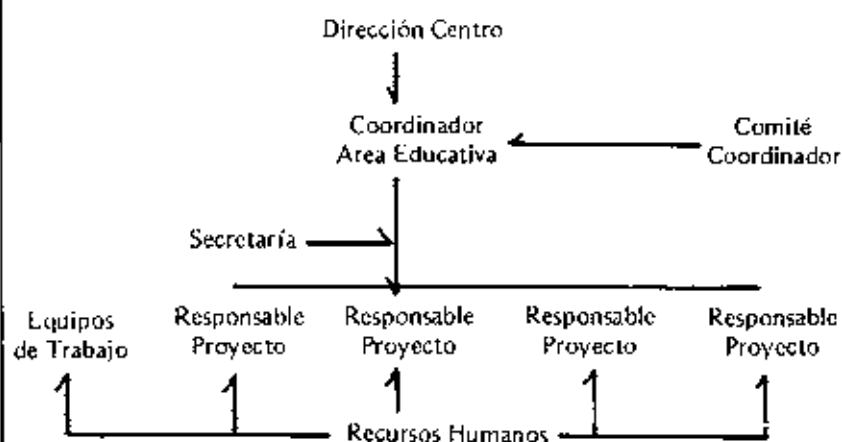 Dirección Centro
Coordinador
Area Educativa
Comité
Coordinador
Secretaría
Equipos
de Trabajo
Responsable
Proyecto
Responsable
Proyecto
Responsable
Proyecto
Responsable
Proyecto
Recursos Humanos